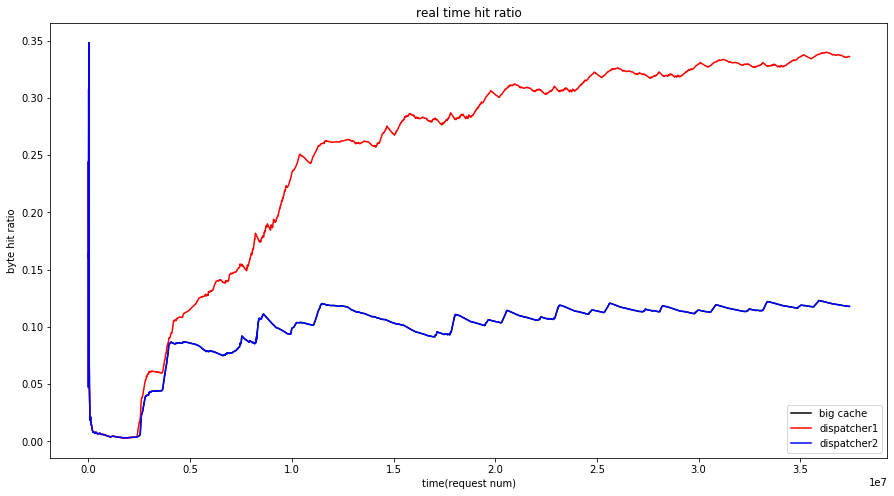 real time hit ratio
byte hit ratio
0.35
0.30
0.25
0.20
0.15
0.10
0.05
0.00
big cache
dispatcher1
dispatcher2
0.0 0.5 1.0 1.5 2.0 2.5 3.0 3.5
1e7
time(request num)